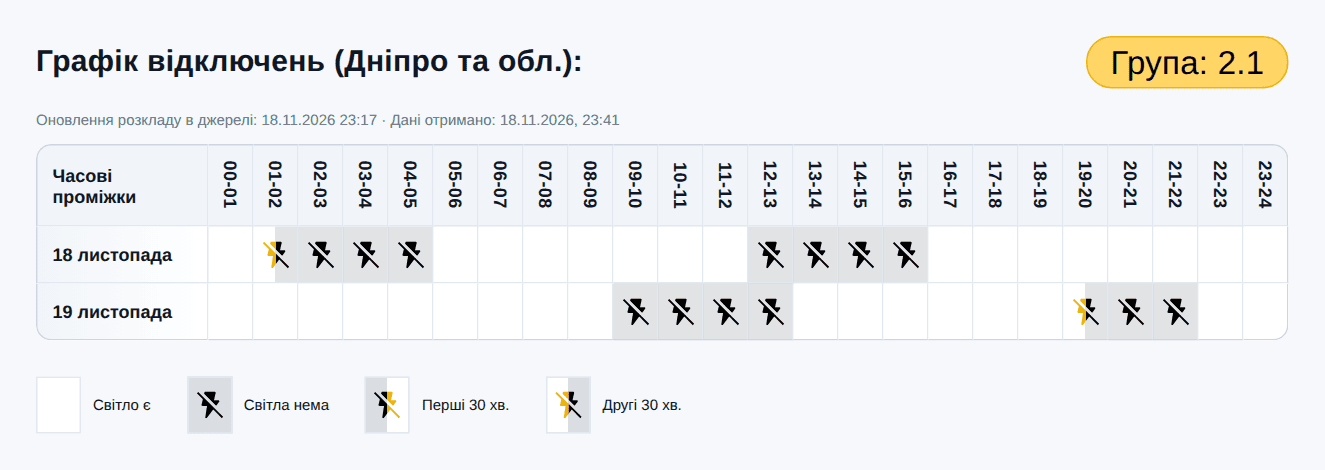 Графік відключень (Дніпро та обл.):
Група: 2.1
Оновлення розкладу в джерелі: 18.11.2026 23:17 · Дані отримано: 18.11.2026, 23:41
Часові
проміжки
00-01
01-02
02-03
03-04
04-05
05-06
06-07
07-08
08-09
09-10
10-11
11-12
12-13
13-14
14-15
15-16
16-17
17-18
18-19
19-20
20-21
21-22
22-23
23-24
18 листопада
19 листопада
Світло є
Світла нема
Перші 30 хв.
Другі 30 хв.